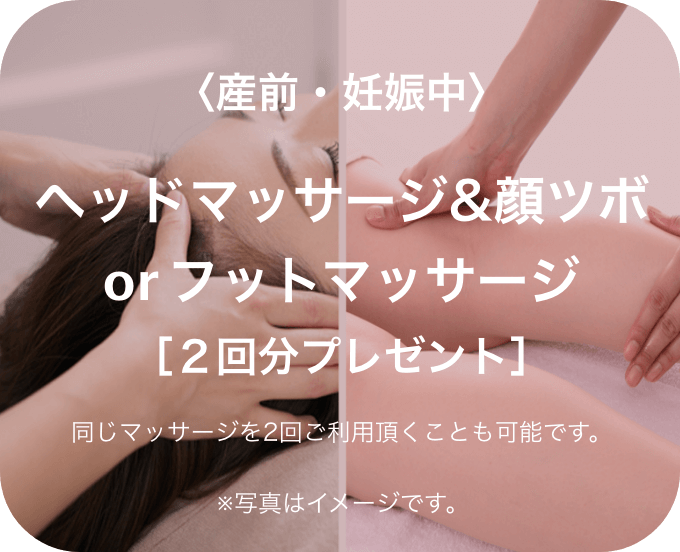 〈産前・妊娠中〉
ヘッドマッサージ&顔ツボ
or フットマッサージ
［２回分プレゼント］
同じマッサージを2回ご利用頂くことも可能です。
※写真はイメージです。